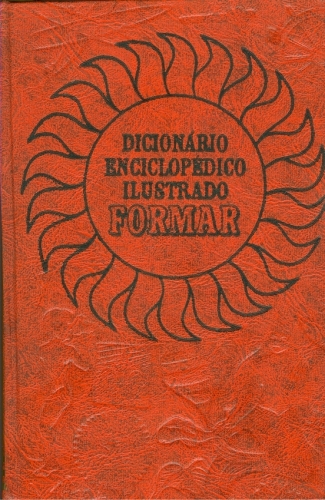 DICIONÁRIO
ENCICLOPÉDICO
ILUSTRADO
FORMAR